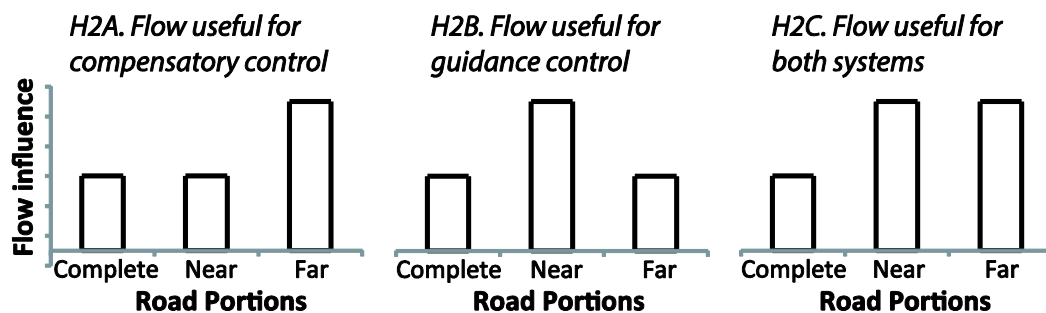 H2A. Flow useful for
compensatory control
H2B. Flow useful for
guidance control
H2C. Flow useful for
both systems
Flow influence
Complete Near Far
Road Portions
Complete Near Far
Road Portions
Complete Near Far
Road Portions